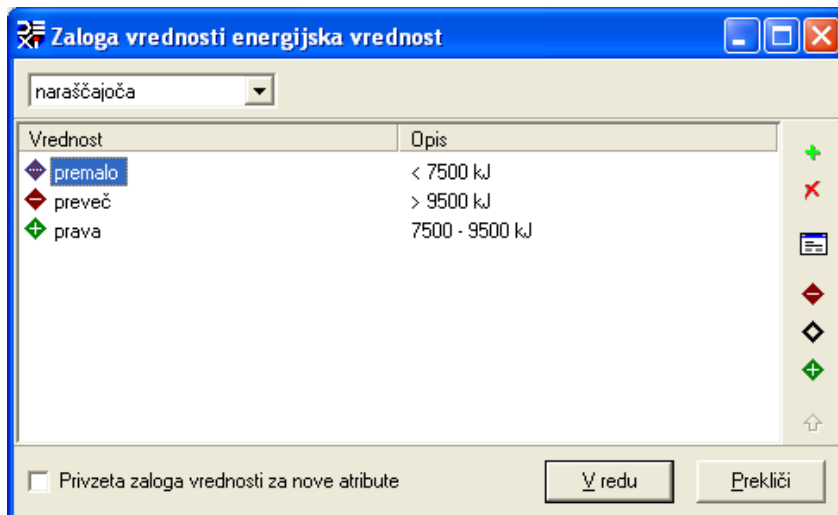 Zaloga vrednosti energijska vrednost
naraščajoča
Vrednost Opis
premalo < 7500 kJ
preveč > 9500 kJ
prava 7500 - 9500 kJ
Privzeta zaloga vrednosti za nove atribute V redu Prekliči